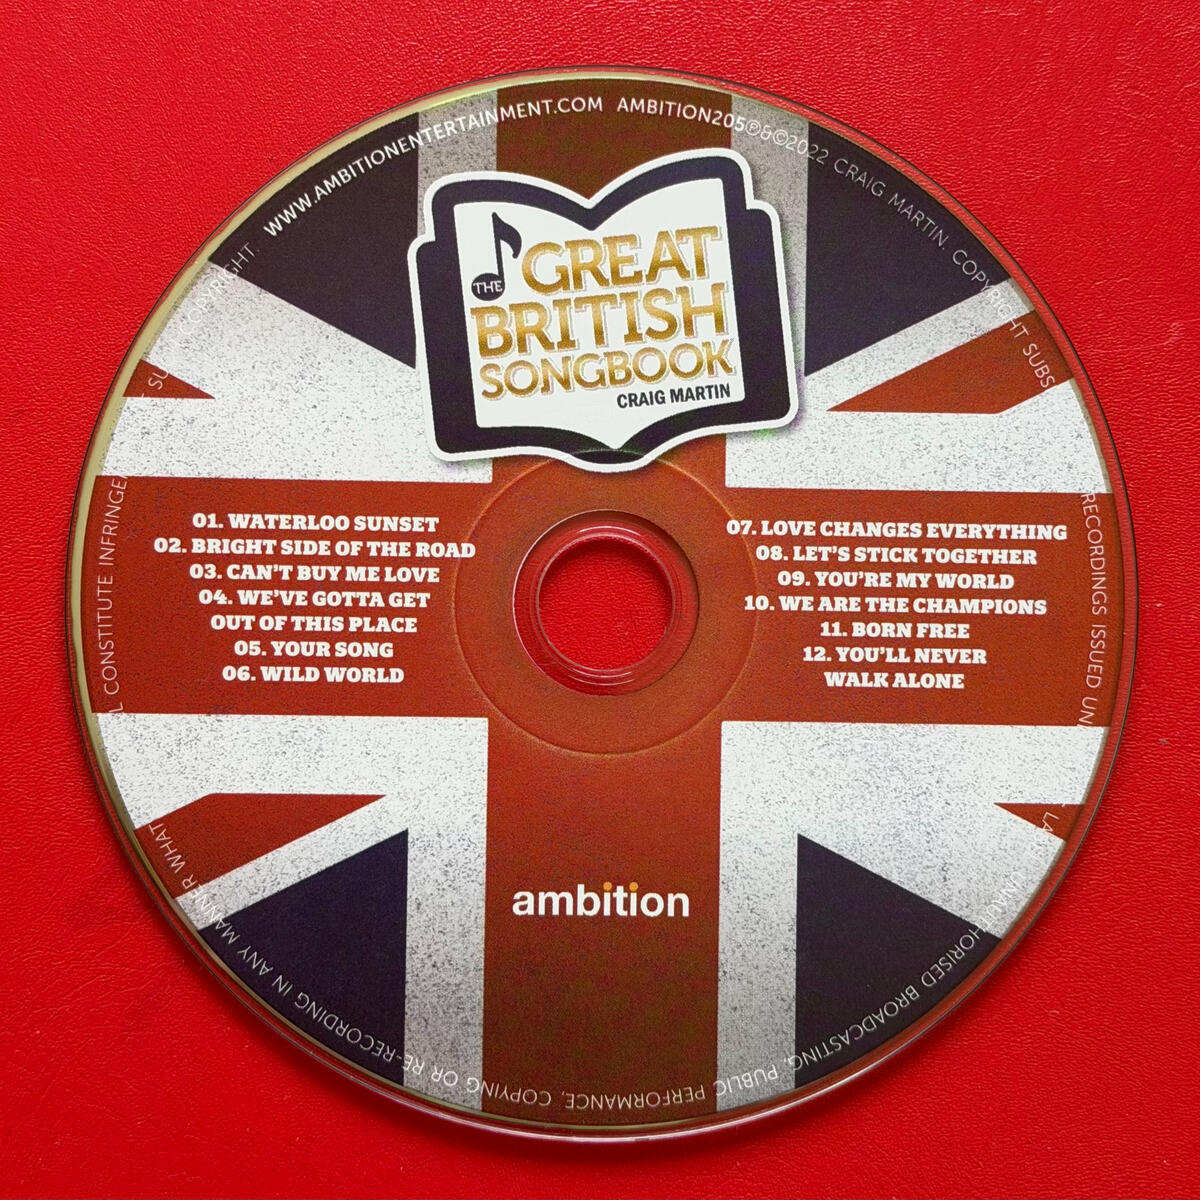 WWW.AMBITIONENTERTAINMENT.COM AMBITION205 ℗&©2022 CRAIG MARTIN. COPYRIGHT SUBS
RECORDINGS ISSUED UN
UNAUTHORISED BROADCASTING, PUBLIC PERFORMANCE, COPYING OR RE-RECORDING IN ANY MANNER WHAT
CONSTITUTE INFRINGE
COPYRIGHT.
THE
GREAT
BRITISH
SONGBOOK
CRAIG MARTIN
01. WATERLOO SUNSET
02. BRIGHT SIDE OF THE ROAD
03. CAN'T BUY ME LOVE
04. WE'VE GOTTA GET
OUT OF THIS PLACE
05. YOUR SONG
06. WILD WORLD
07. LOVE CHANGES EVERYTHING
08. LET'S STICK TOGETHER
09. YOU'RE MY WORLD
10. WE ARE THE CHAMPIONS
11. BORN FREE
12. YOU'LL NEVER
WALK ALONE
ambition